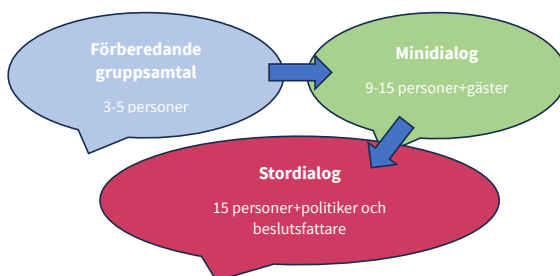 Förberedande
gruppsamtal
3-5 personer
Minidialog
9-15 personer+gäster
Stordialog
15 personer+politiker och
beslutsfattare